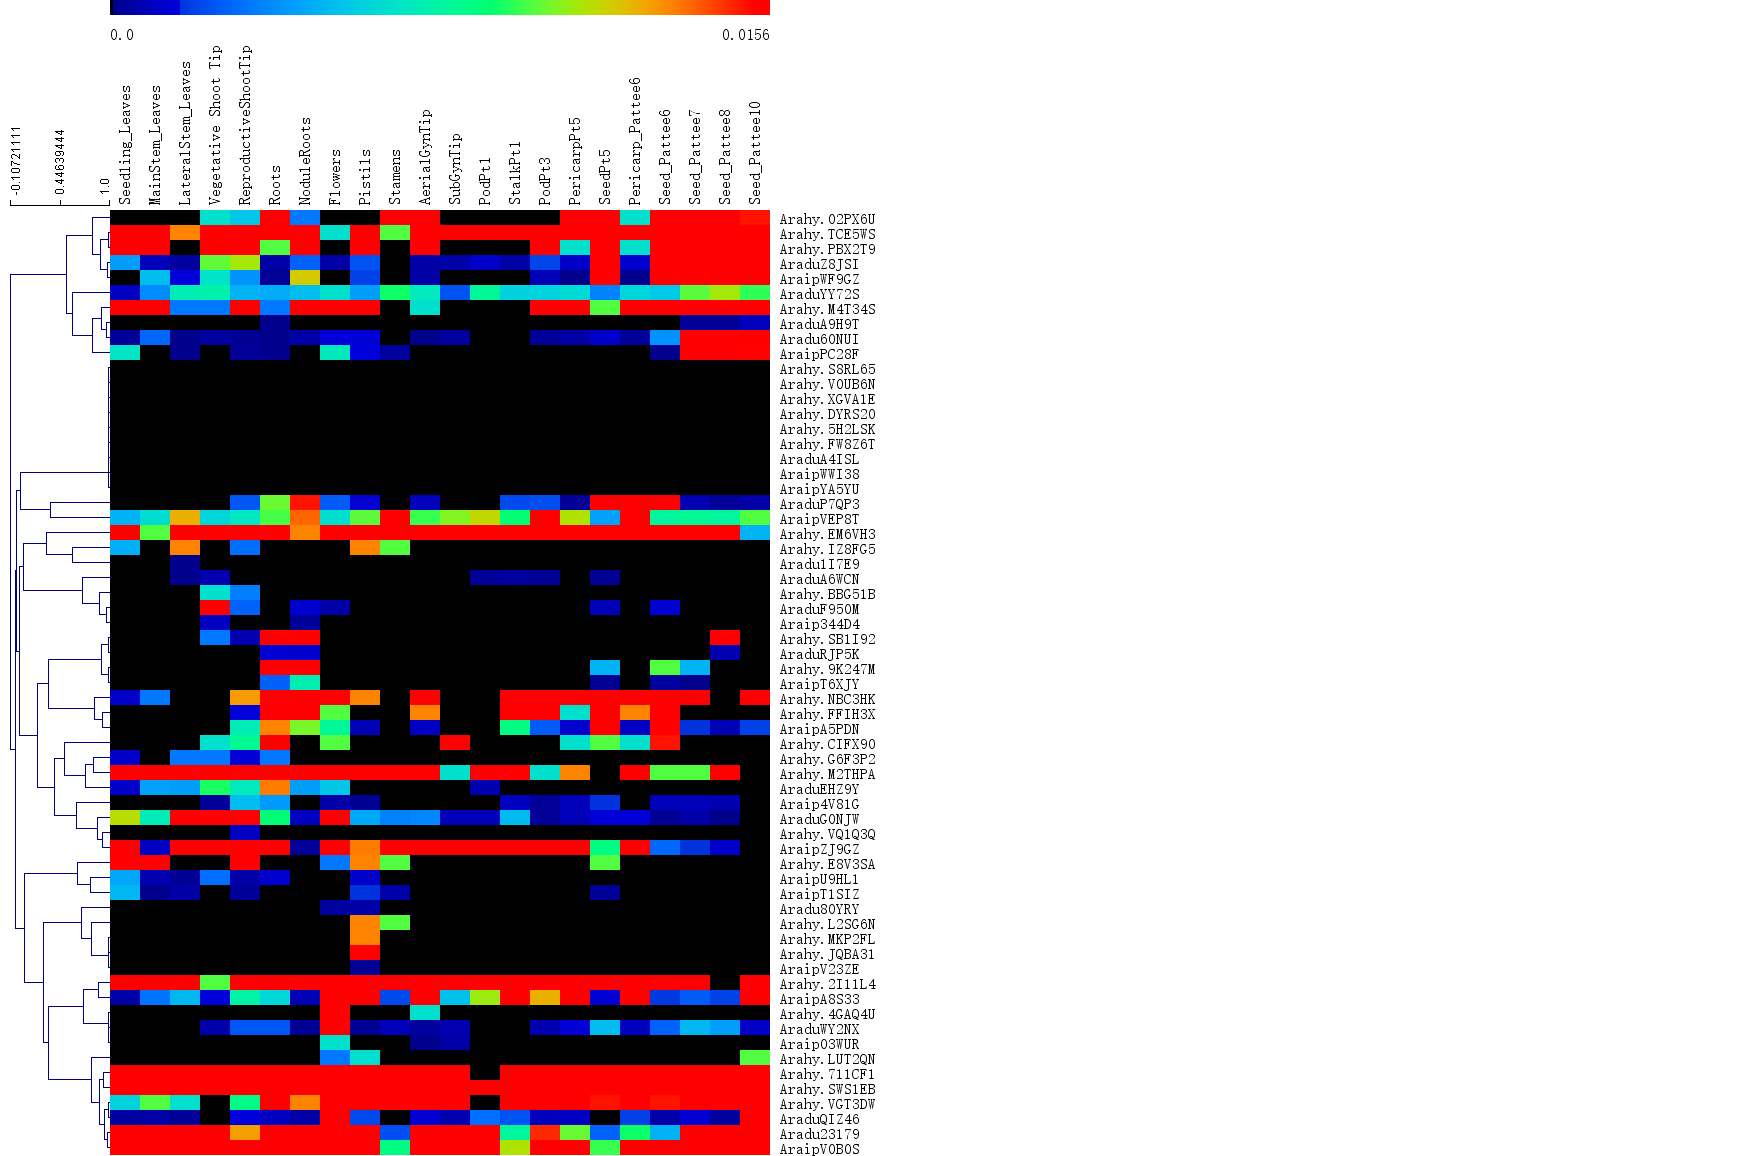 0.0
0.0156
-0.10721111
0.44639444
1.0
Seedling_Leaves
MainStem_Leaves
LateralStem_Leaves
Vegetative Shoot Tip
ReproductiveShootTip
Roots
NoduleRoots
Flowers
Pistils
Stamens
AerialGynTip
SubGynTip
PodPt1
StalkPt1
PodPt3
PericarpPt5
SeedPt5
Pericarp_Pattee6
Seed_Pattee6
Seed_Pattee7
Seed_Pattee8
Seed_Pattee10
Arahy.02PX6U
Arahy.TCE5WS
Arahy.PBX2T9
AraduZ8JSI
AraipWF9GZ
AraduYY72S
Arahy.M4T34S
AraduA9H9T
Aradu60NUI
AraipPC28F
Arahy.S8RL65
Arahy.V0UB6N
Arahy.XGVA1E
Arahy.DYRS20
Arahy.5H2LSK
Arahy.FW8Z6T
AraduA4ISL
AraipWWI38
AraipYA5YU
AraduP7QP3
AraipVEP8T
Arahy.EM6VH3
Arahy.IZ8FG5
Aradu1I7E9
AraduA6WCN
Arahy.BBG51B
AraduF950M
Araip344D4
Arahy.SB1I92
AraduRJP5K
Arahy.9K247M
AraipT6XJY
Arahy.NBC3HK
Arahy.FFIH3X
AraipA5PDN
Arahy.CIFX90
Arahy.G6F3P2
Arahy.M2THPA
AraduEHZ9Y
Araip4V81G
AraduG0NJW
Arahy.VQ1Q3Q
AraipZJ9GZ
Arahy.E8V3SA
AraipU9HL1
AraipT1SIZ
Aradu80YRY
Arahy.L2SG6N
Arahy.MKP2FL
Arahy.JQBA31
AraipV23ZE
Arahy.2I11L4
AraipA8S33
Arahy.4GAQ4U
AraduWY2NX
Araip03WUR
Arahy.LUT2QN
Arahy.711CF1
Arahy.SWS1EB
Arahy.VGT3DW
AraduQIZ46
Aradu23179
AraipV0B0S